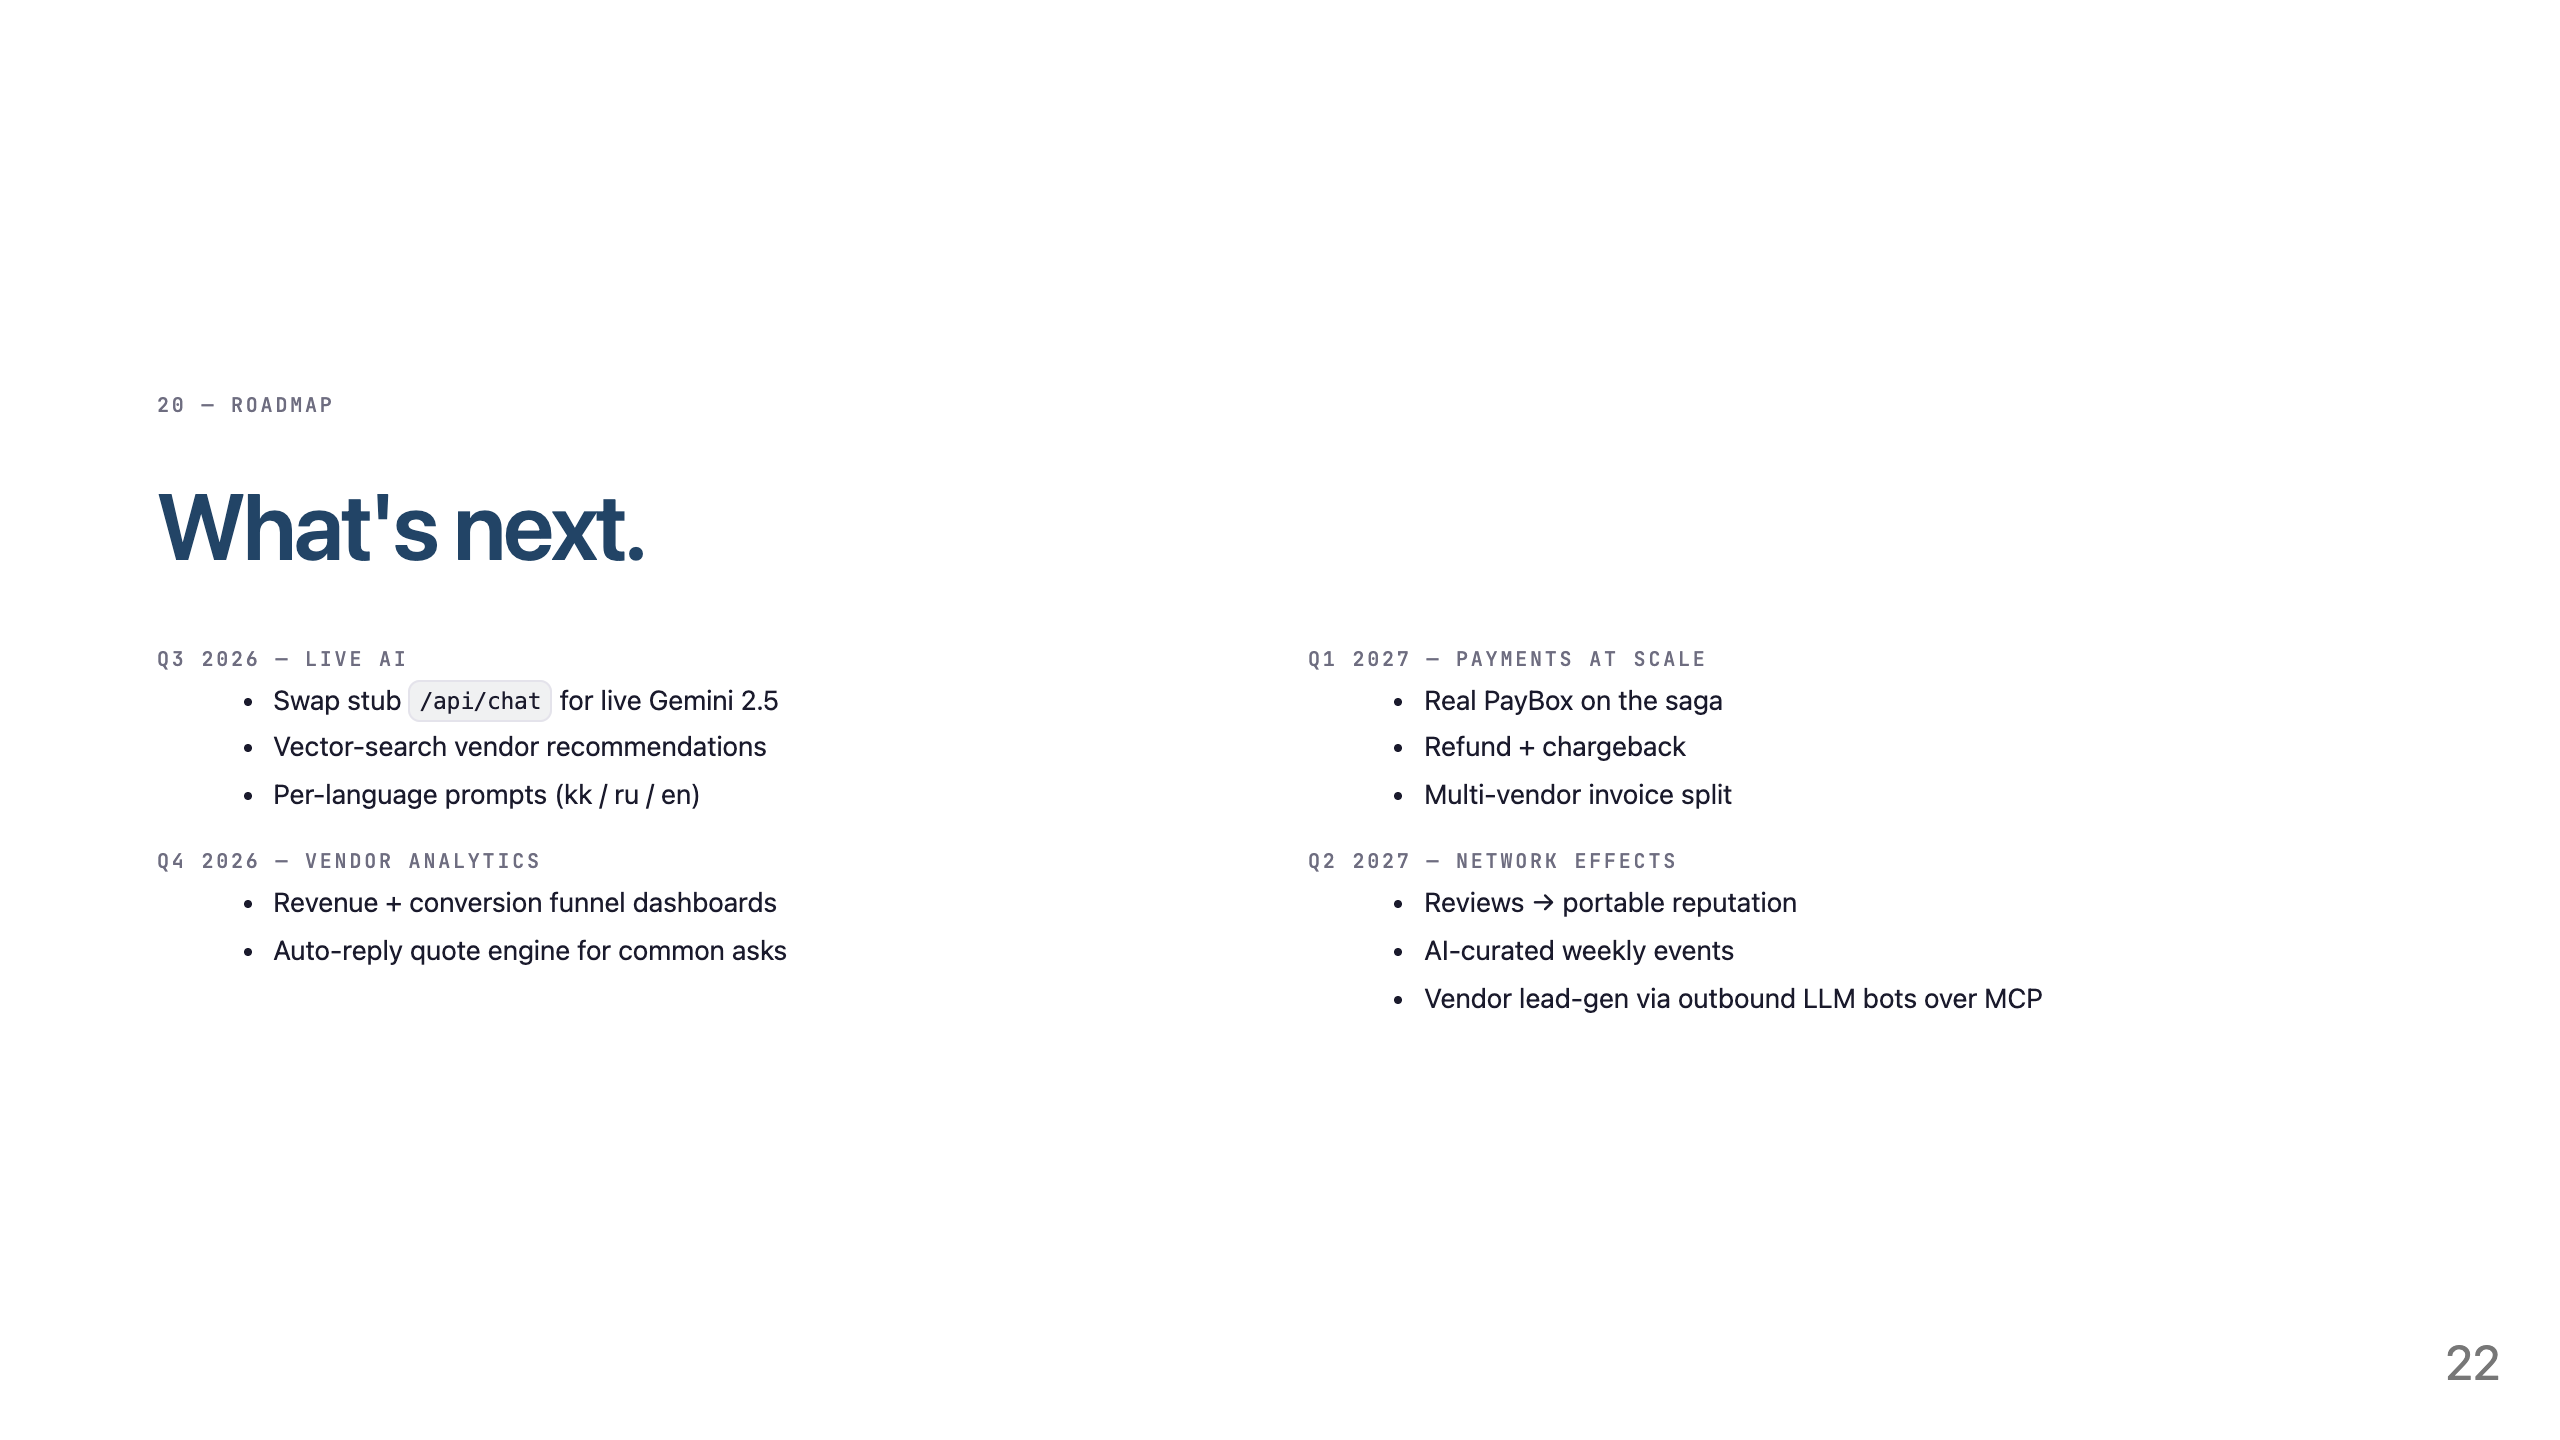 20 — ROADMAP
What's next.
Q3 2026 — LIVE AI
• Swap stub /api/chat for live Gemini 2.5
• Vector-search vendor recommendations
• Per-language prompts (kk / ru / en)
Q4 2026 — VENDOR ANALYTICS
• Revenue + conversion funnel dashboards
• Auto-reply quote engine for common asks
Q1 2027 — PAYMENTS AT SCALE
• Real PayBox on the saga
• Refund + chargeback
• Multi-vendor invoice split
Q2 2027 — NETWORK EFFECTS
• Reviews → portable reputation
• AI-curated weekly events
• Vendor lead-gen via outbound LLM bots over MCP
22